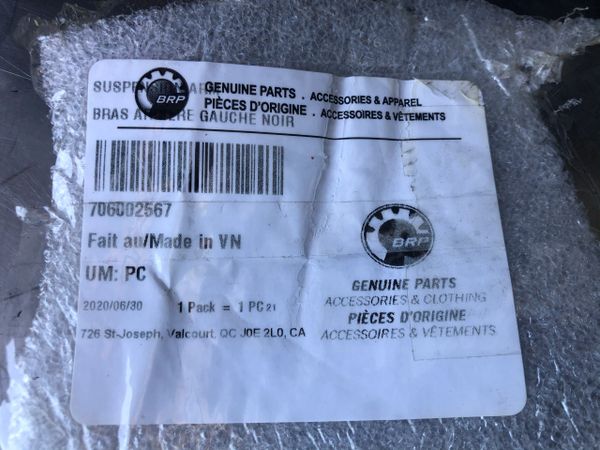 BRP
GENUINE PARTS . ACCESSORIES & APPAREL
PIÈCES D'ORIGINE . ACCESSOIRES & VÊTEMENTS
BRAS GAUCHE NOIR
706002567
Fait au/Made in VN
UM: PC
2020/06/30 1 Pack = 1 PC 21
726 St-Joseph, Valcourt, QC J0E 2L0, CA
BRP
GENUINE PARTS
ACCESSORIES & CLOTHING
PIÈCES D'ORIGINE
ACCESSOIRES & VÊTEMENTS